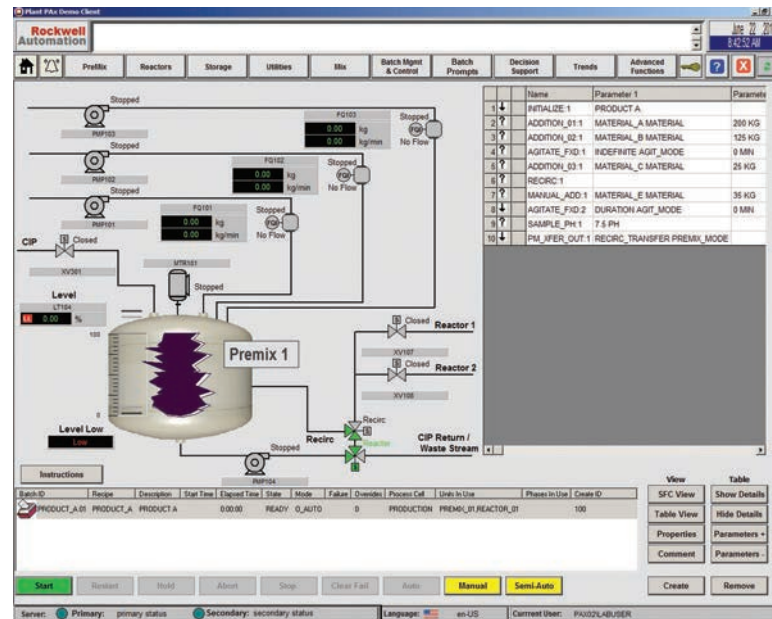 Plant PAx Demo Client
Rockwell
Automation
June 22 201
8:42:52 AM
PreMix Reactors Storage Utilities Mix Batch Mgmt & Control Batch Prompts Decision Support Trends Advanced Functions
Stopped
PMP103
FQ103
0.00 kg
0.00 kg/min
Stopped
FQI
No Flow
Stopped
PMP102
FQ102
0.00 kg
0.00 kg/min
Stopped
FQI
No Flow
Stopped
PMP101
FQ101
0.00 kg
0.00 kg/min
Stopped
FQI
No Flow
CIP
S Closed
XV301
MTR101
Stopped
Level
LT104
LL 0.00 %
100
0
Premix 1
Level Low
Low
S Closed
Reactor 1
XV107
S Closed
Reactor 2
XV108
Recirc
S
Recirc
Reactor
CIP Return /
Waste Stream
S
Stopped
PMP104
Instructions
Name Parameter 1 Paramete
1 INITIALIZE:1 PRODUCT A
2 ? ADDITION_01:1 MATERIAL_A MATERIAL 200 KG
3 ? ADDITION_02:1 MATERIAL_B MATERIAL 125 KG
4 AGITATE_FXD:1 INDEFINITE AGIT_MODE 0 MIN
5 ? ADDITION_03:1 MATERIAL_C MATERIAL 25 KG
6 ? RECIRC:1
7 ? MANUAL_ADD:1 MATERIAL_E MATERIAL 35 KG
8 AGITATE_FXD:2 DURATION AGIT_MODE 0 MIN
9 ? SAMPLE_PH:1 7.5 PH
10 PM_XFER_OUT:1 RECIRC_TRANSFER PREMIX_MODE
Batch ID Recipe Description Start Time Elapsed Time State Mode Failure Overrides Process Cell Units In Use Phases In Use Create ID
PRODUCT_A.01 PRODUCT_A PRODUCT A 0:00:00 READY O_AUTO 0 PRODUCTION PREMIX_01,REACTOR_01 100
View Table
SFC View Show Details
Table View Hide Details
Properties Parameters +
Comment Parameters -
Start Restart Hold Abort Stop Clear Fail Auto Manual Semi-Auto Create Remove
Server: Primary: primary status Secondary: secondary status Language: en-US Current User: PAX02\LABUSER